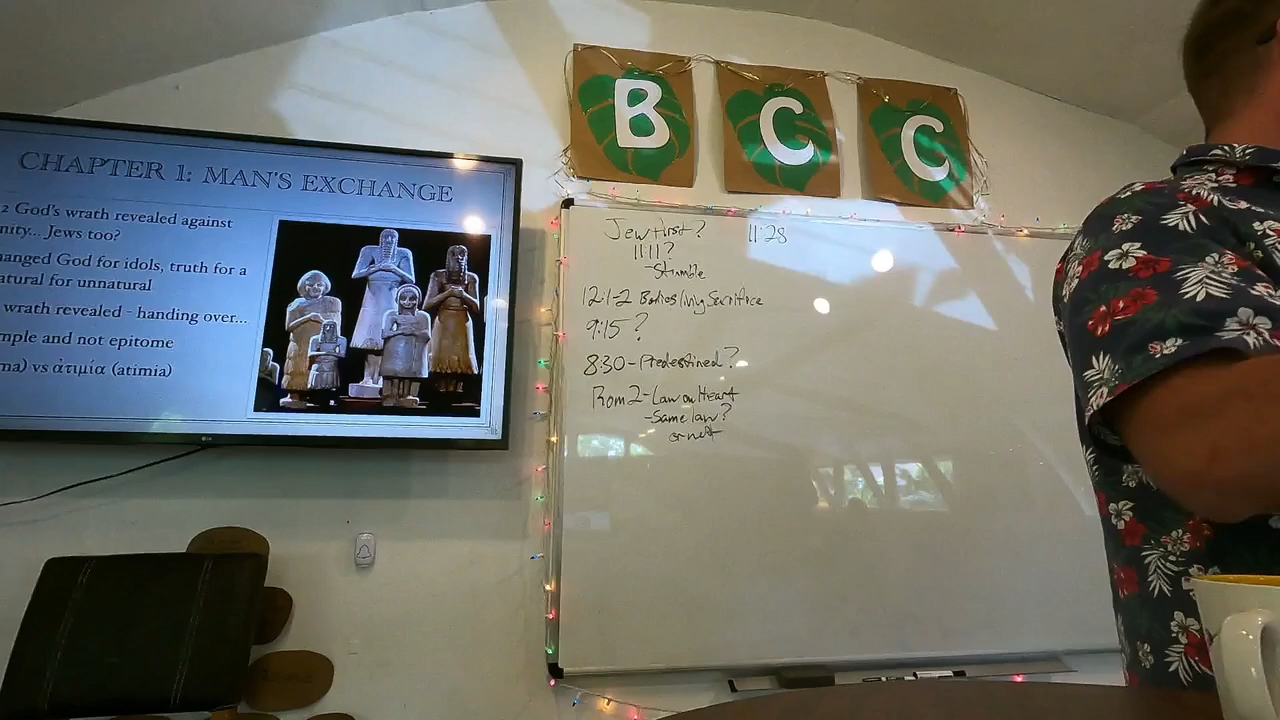 CHAPTER 1: MAN'S EXCHANGE
2 God's wrath revealed against
nity... Jews too?
hanged God for idols, truth for a
atural for unnatural
wrath revealed - handing over...
mple and not epitome
ma) vs ἀτιμία (atimia)
LG
B C C
Jew first? 11:28
11:11?
-Stumble
12:1-2 Bodies living Sacrifice
9:15?
8:30-Predestined?
Rom 2-Law on Heart
-Same law?
or not